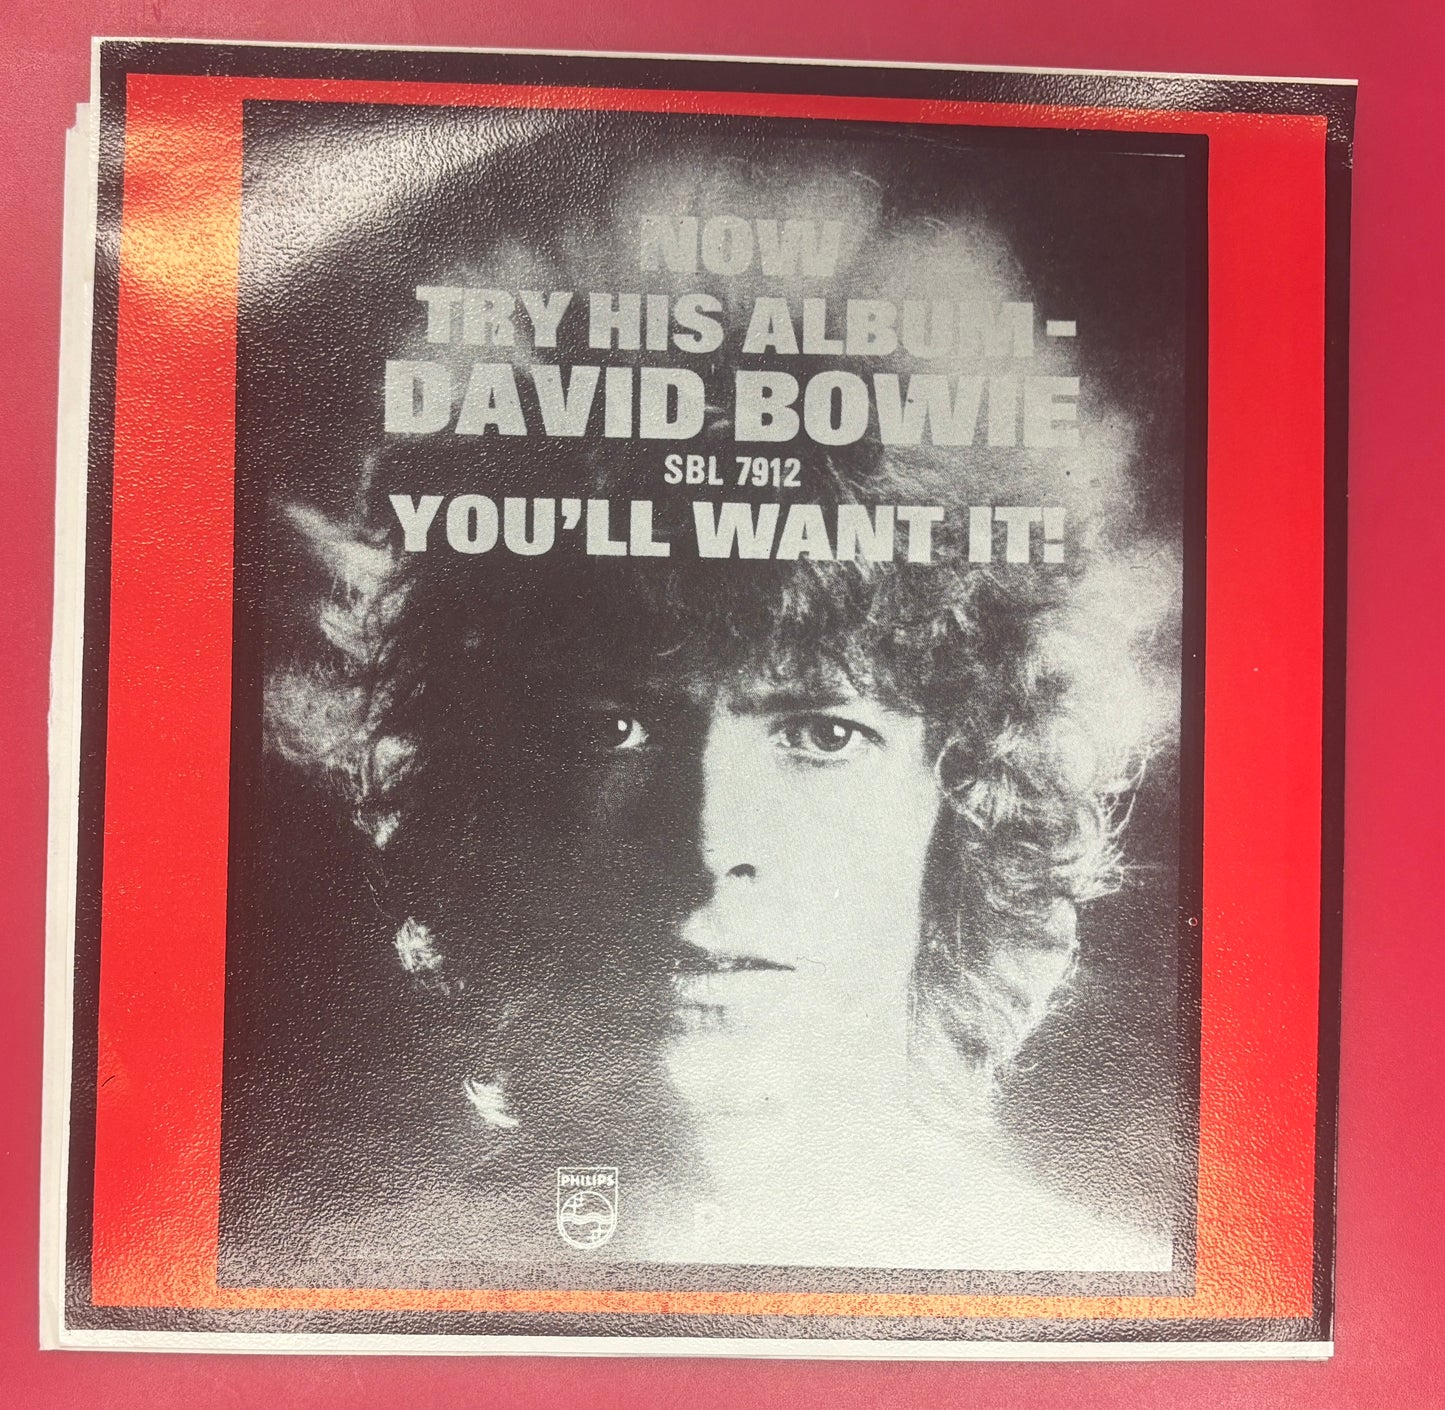 NOW
TRY HIS ALBUM-
DAVID BOWIE
SBL 7912
YOU'LL WANT IT!
PHILIPS